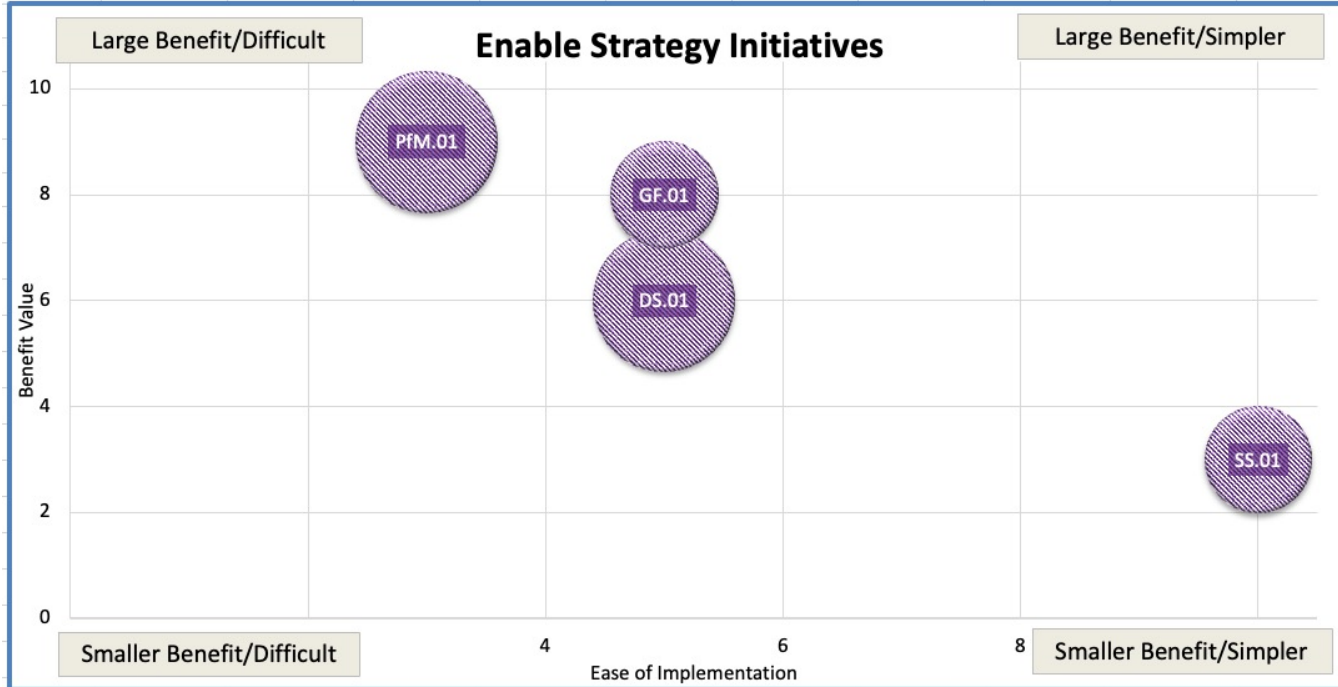 Large Benefit/Difficult
Enable Strategy Initiatives
Large Benefit/Simpler
10
PfM.01
8
GF.01
Benefit Value
6
DS.01
4
SS.01
2
0
Smaller Benefit/Difficult
4
6
8
Smaller Benefit/Simpler
Ease of Implementation